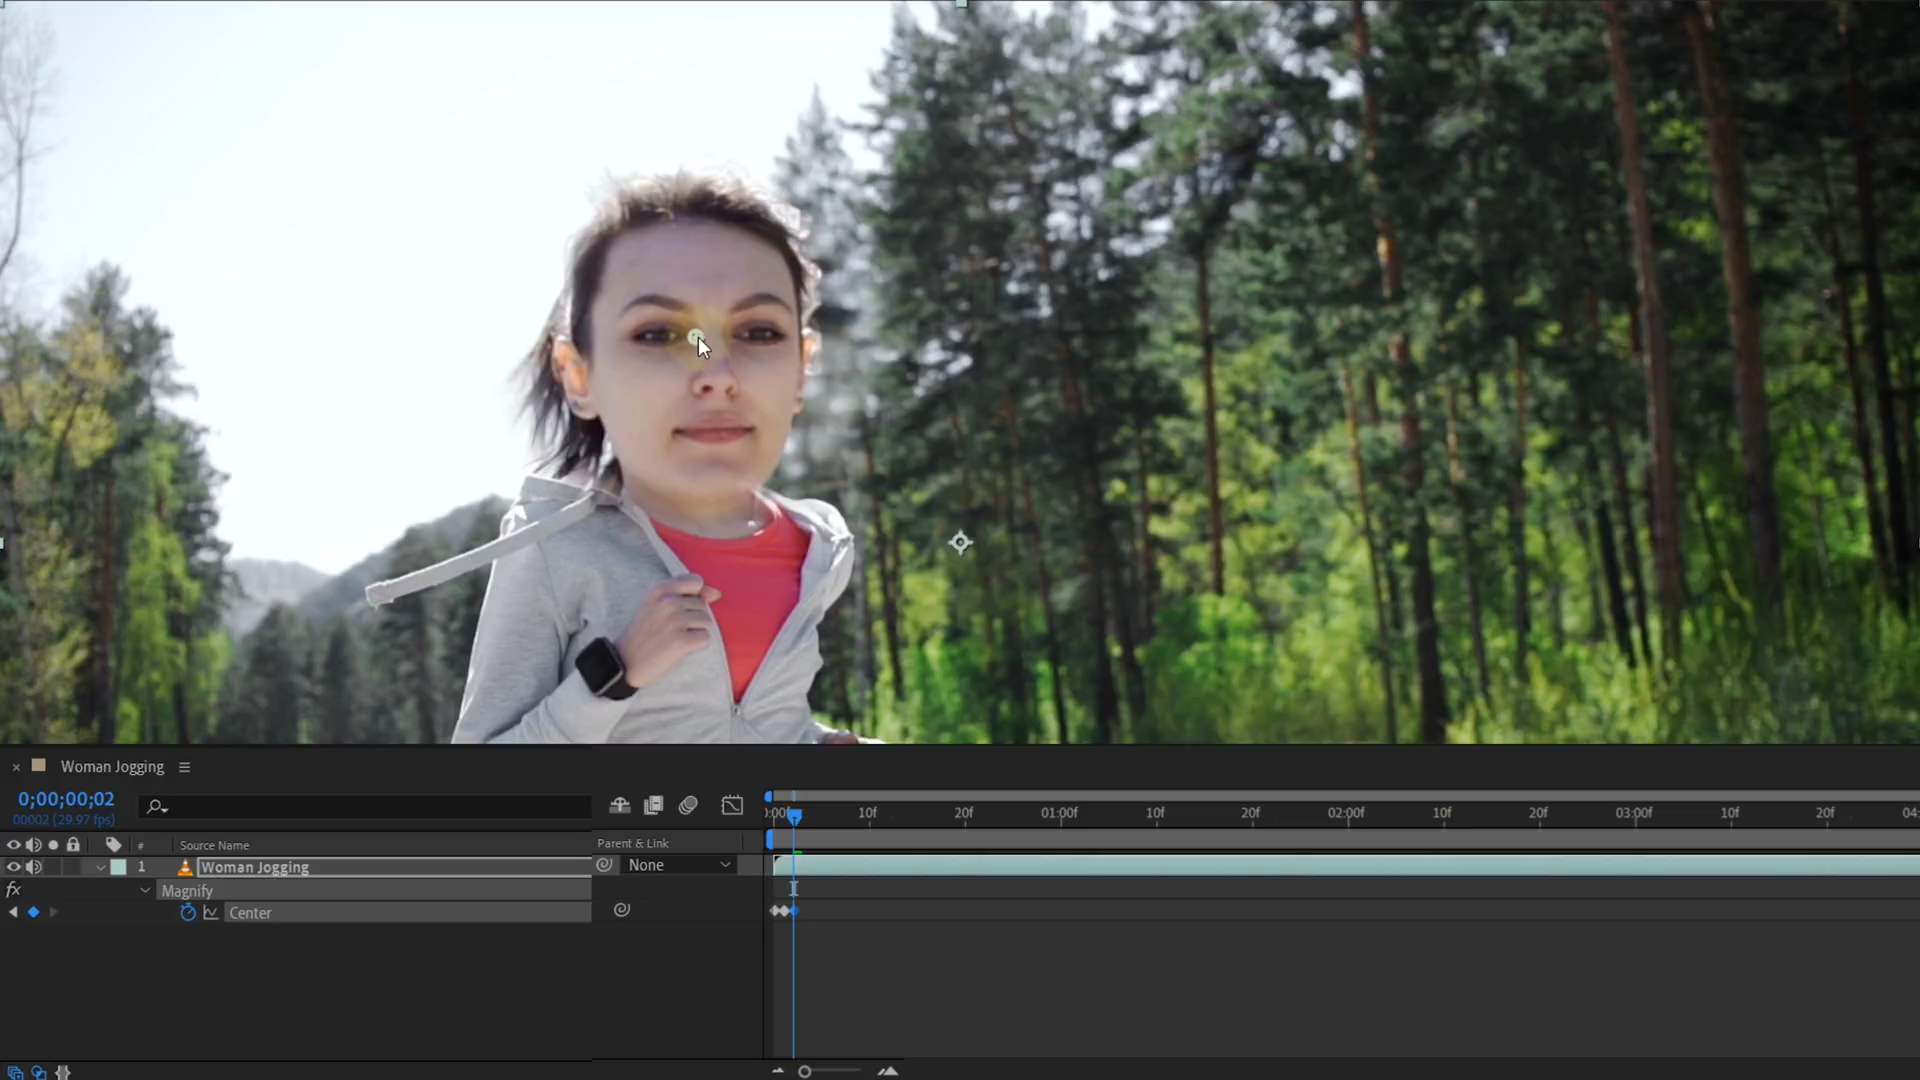 Woman Jogging
0;00;00;02
00002 (29.97 fps)
:00f 10f 20f 01:00f 10f 20f 02:00f 10f 20f 03:00f 10f 20f 04:
# Source Name Parent & Link
1 Woman Jogging None
fx Magnify
Center